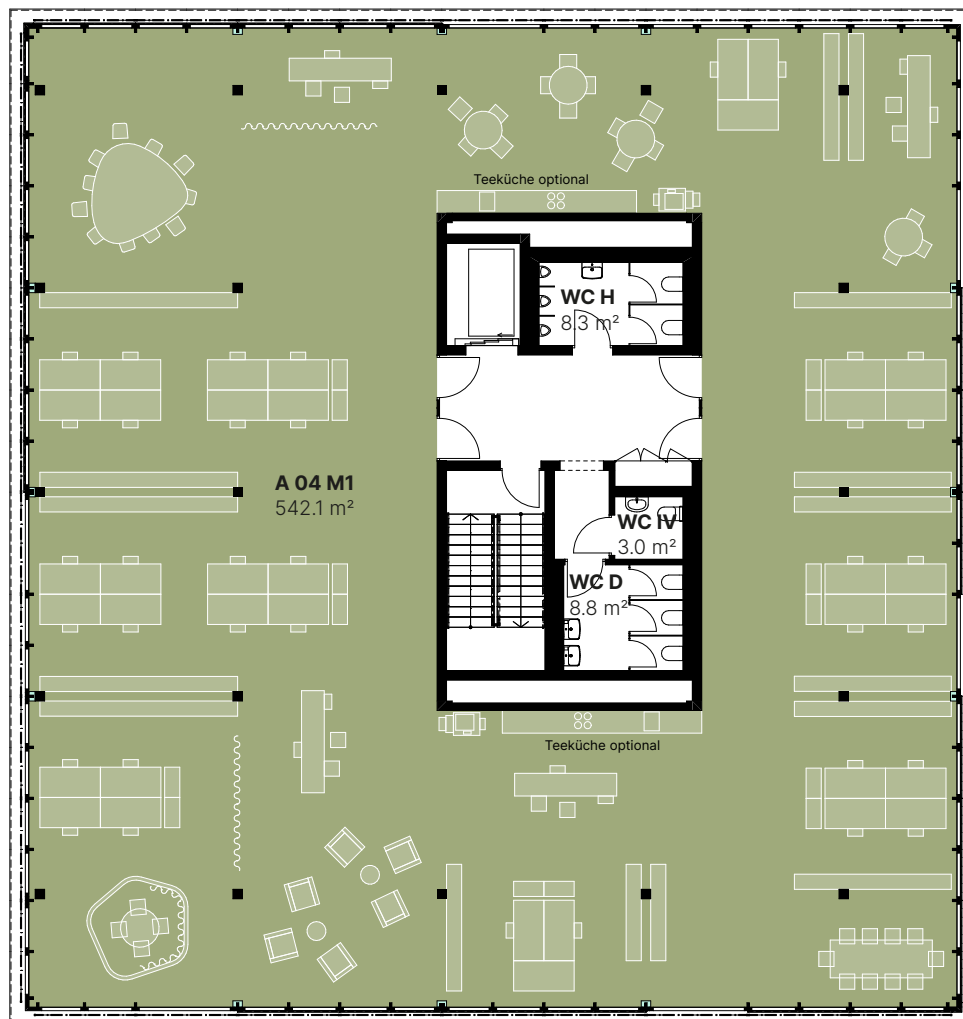 Teeküche optional
WC H
8.3 m²
A 04 M1
542.1 m²
WC IV
3.0 m²
WC D
8.8 m²
Teeküche optional